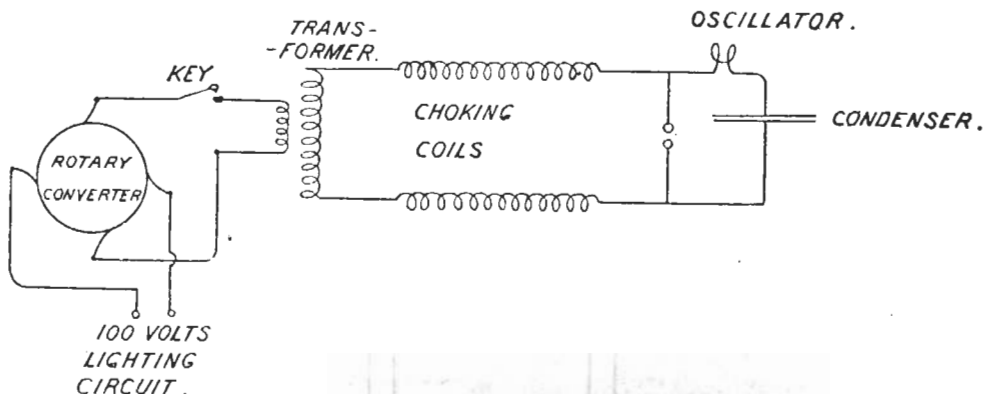 OSCILLATOR.
TRANS-
-FORMER.
KEY
CHOKING
COILS
CONDENSER.
ROTARY
CONVERTER
100 VOLTS
LIGHTING
CIRCUIT.